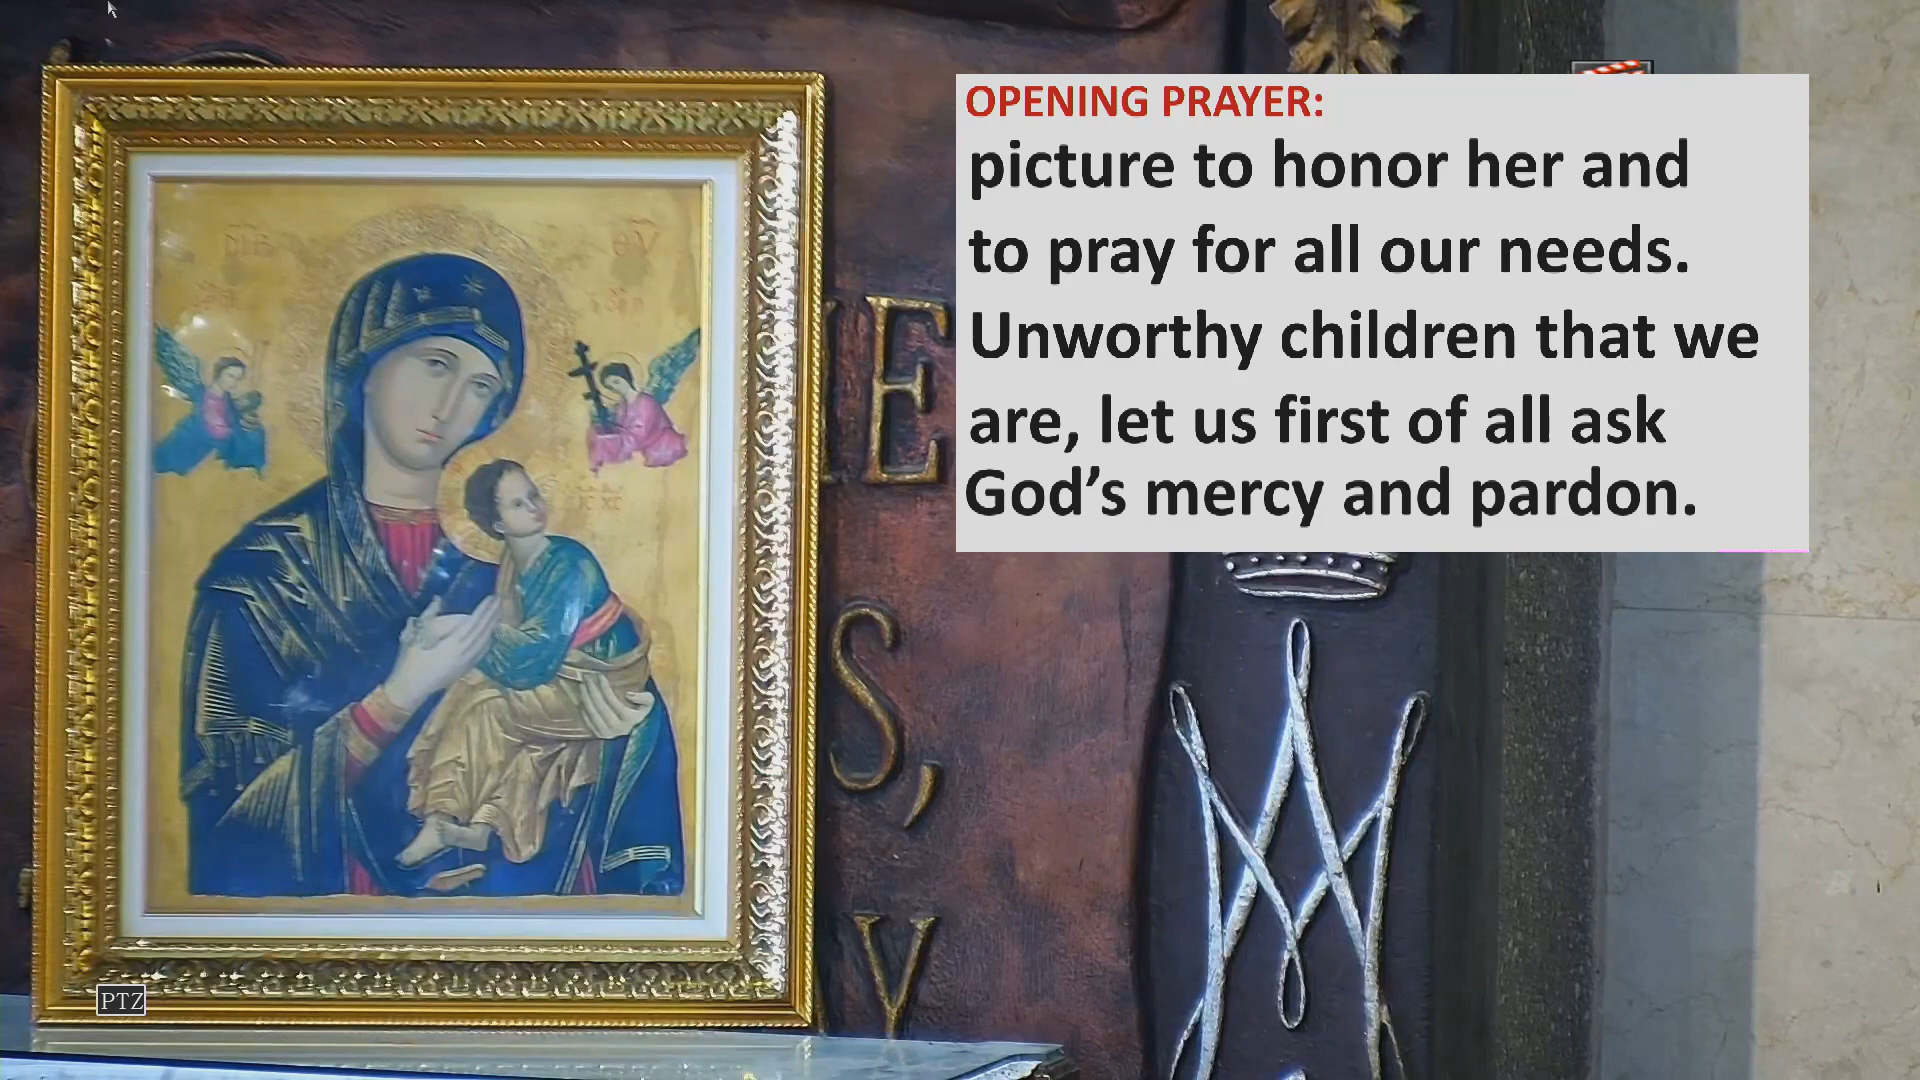 OPENING PRAYER:
picture to honor her and
to pray for all our needs.
Unworthy children that we
are, let us first of all ask
God’s mercy and pardon.
E
S,
Y
PTZ